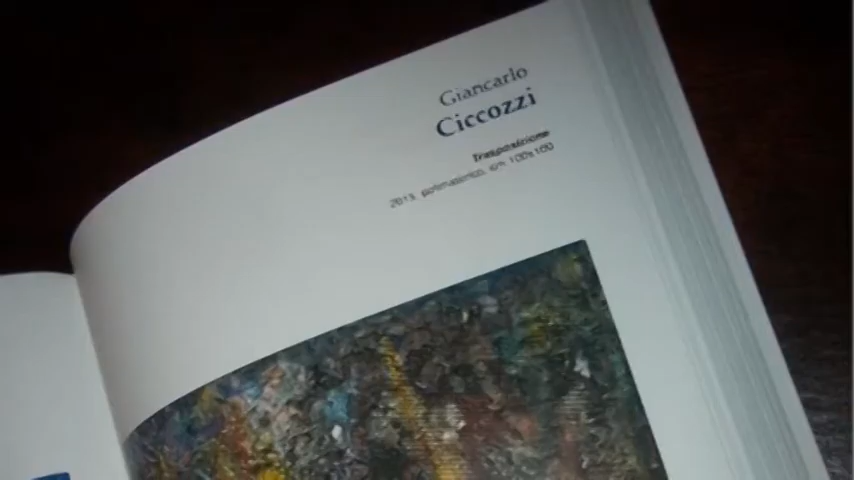 Giancarlo
Ciccozzi
Trasposizione
2013, polimaterico, cm 100x100